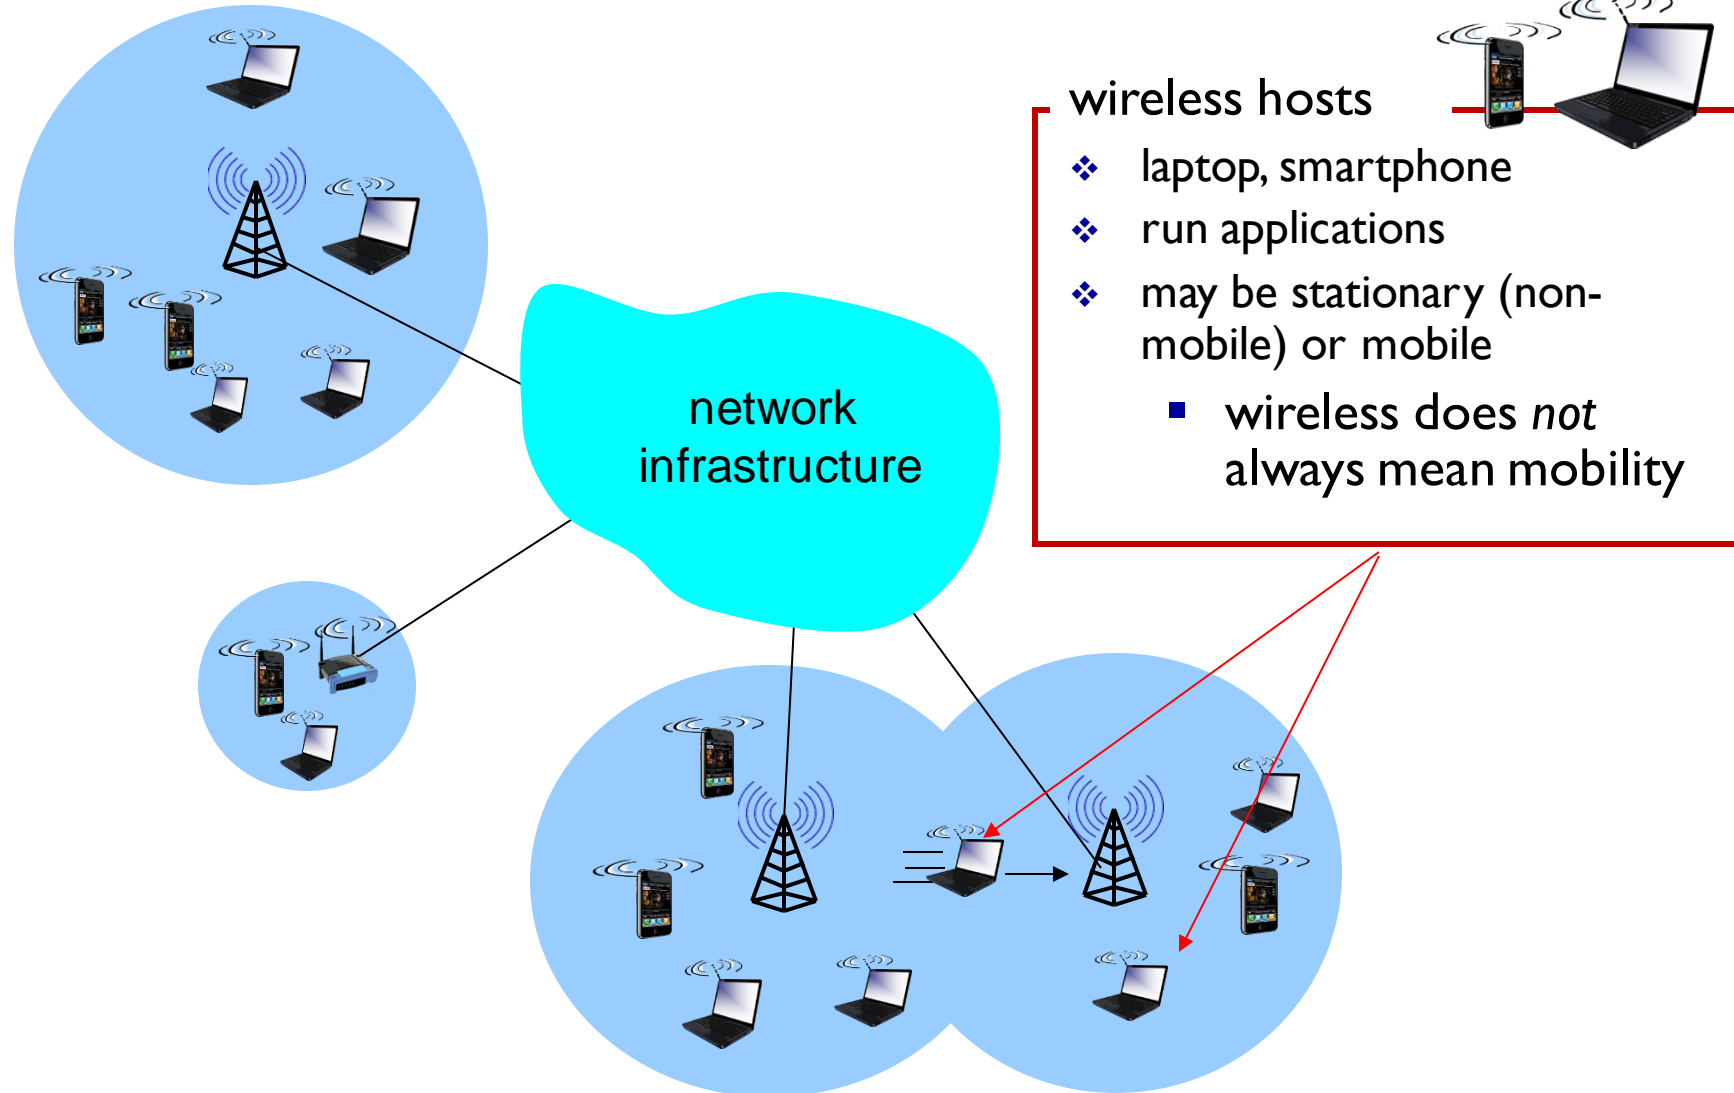 wireless hosts
laptop, smartphone
run applications
may be stationary (non-
mobile) or mobile
wireless does not
always mean mobility
network
infrastructure